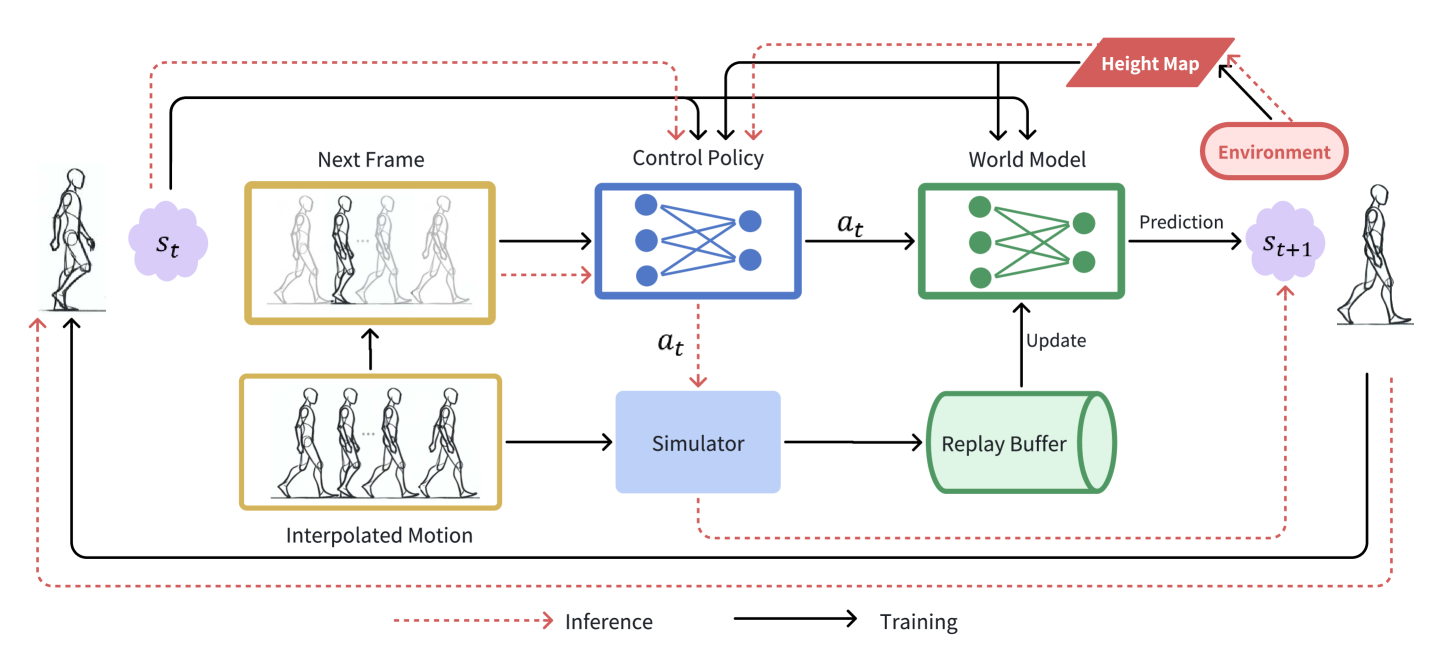 Height Map
Environment
Next Frame
Control Policy
World Model
s_t
a_t
Prediction
s_{t+1}
a_t
Update
Simulator
Replay Buffer
Interpolated Motion
Inference
Training